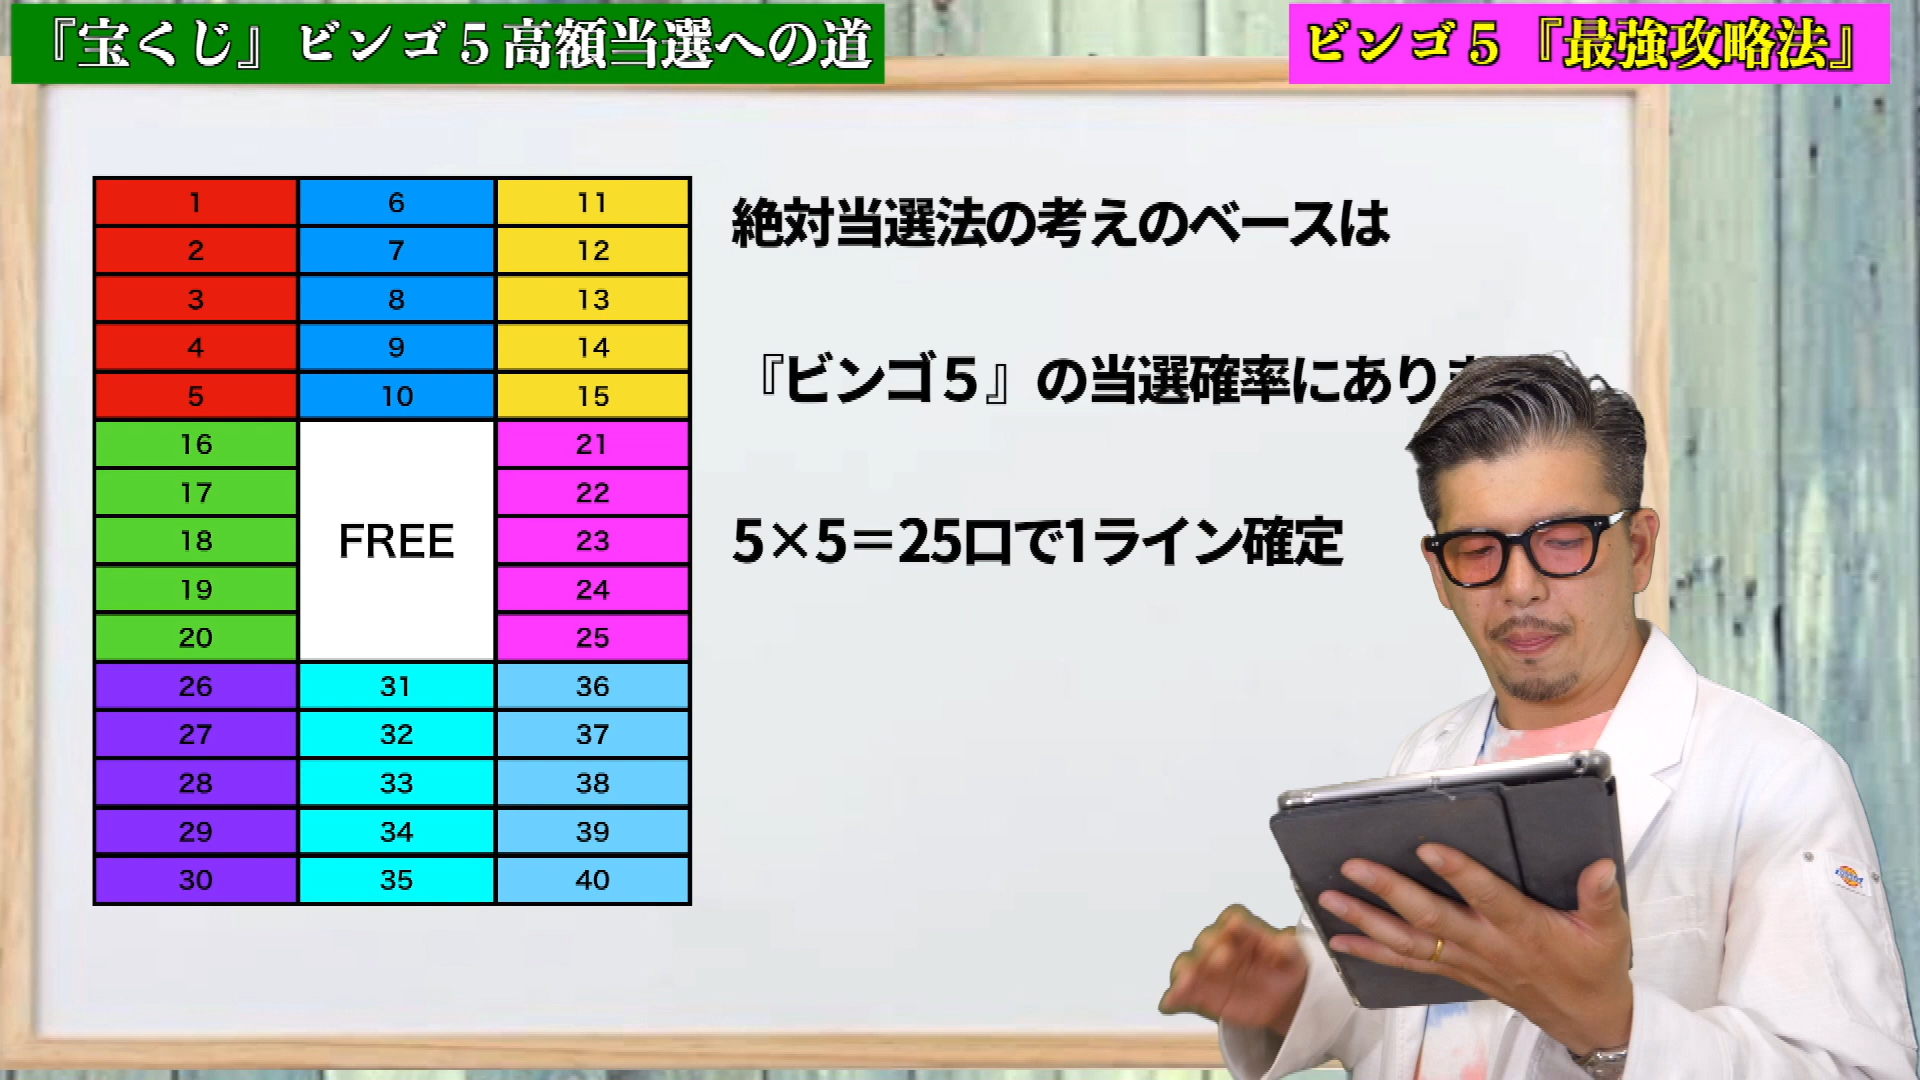 『宝くじ』ビンゴ５高額当選への道
ビンゴ５『最強攻略法』
1 6 11
2 7 12
3 8 13
4 9 14
5 10 15
16 21
17 22
18 FREE 23
19 24
20 25
26 31 36
27 32 37
28 33 38
29 34 39
30 35 40
絶対当選法の考えのベースは
『ビンゴ５』の当選確率にあり
5×5＝25口で1ライン確定